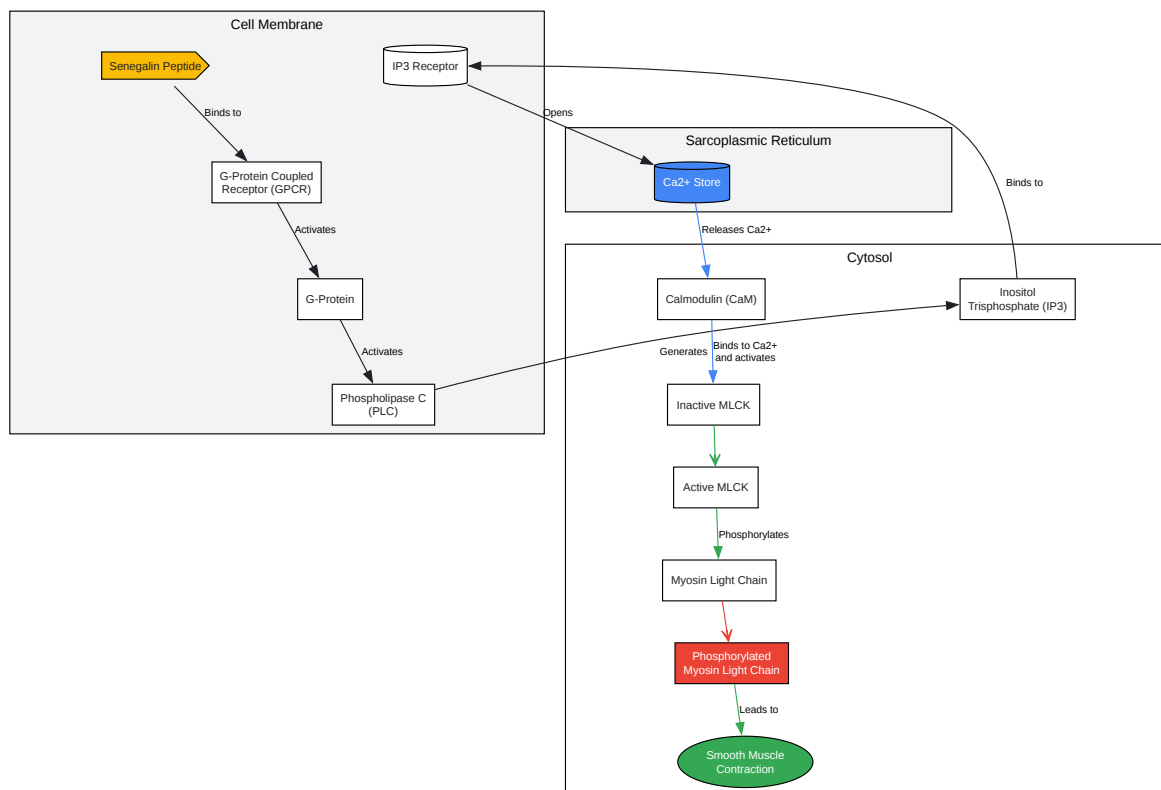 Cell Membrane
Senegalin Peptide
IP3 Receptor
Binds to
Opens
Sarcoplasmic Reticulum
G-Protein Coupled
Receptor (GPCR)
Ca2+ Store
Binds to
Activates
Releases Ca2+
Cytosol
G-Protein
Calmodulin (CaM)
Inositol
Trisphosphate (IP3)
Activates
Generates
Binds to Ca2+
and activates
Phospholipase C
(PLC)
Inactive MLCK
Active MLCK
Phosphorylates
Myosin Light Chain
Phosphorylated
Myosin Light Chain
Leads to
Smooth Muscle
Contraction